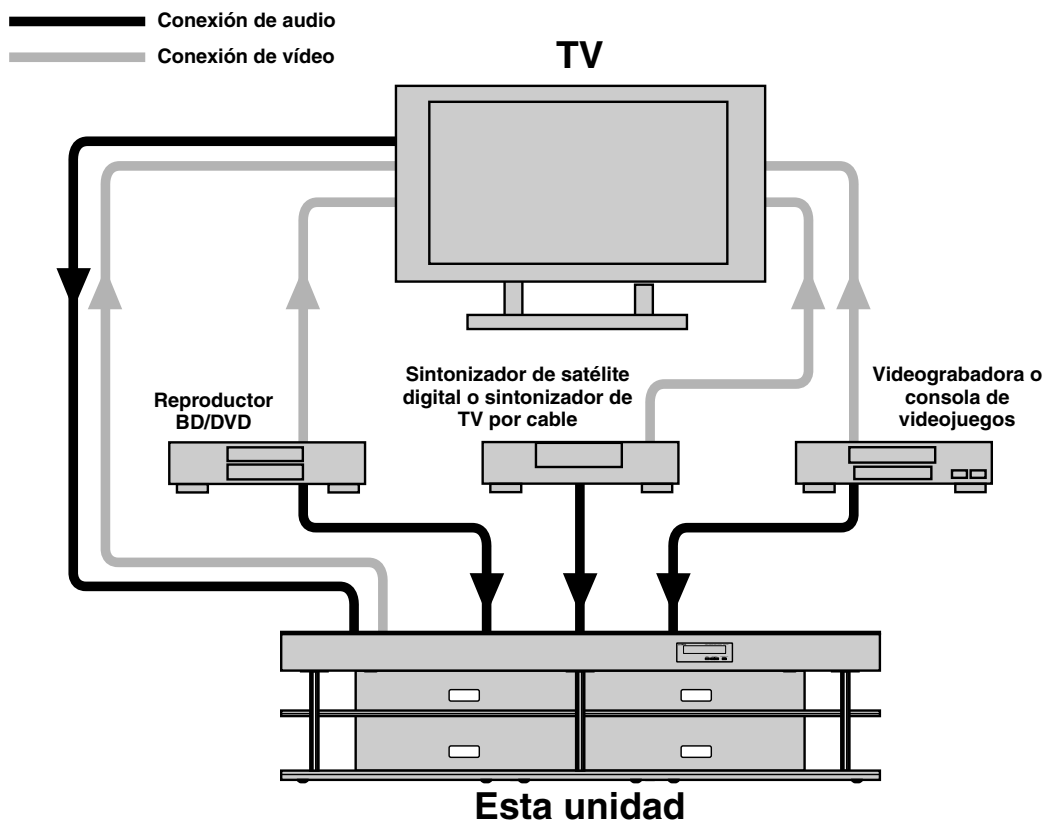 Conexión de audio
Conexión de vídeo
TV
Reproductor
BD/DVD
Sintonizador de satélite
digital o sintonizador de
TV por cable
Videograbadora o
consola de
videojuegos
Esta unidad